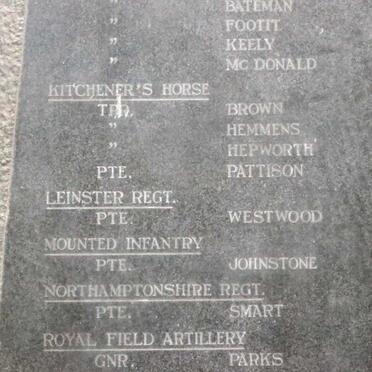 " BATEMAN
" FOOTIT
" KEELY
" MC DONALD
KITCHENER'S HORSE
TPR. BROWN
" HEMMENS
" HEPWORTH
PTE. PATTISON
LEINSTER REGT.
PTE. WESTWOOD
MOUNTED INFANTRY
PTE. JOHNSTONE
NORTHAMPTONSHIRE REGT.
PTE. SMART
ROYAL FIELD ARTILLERY
GNR. PARKS